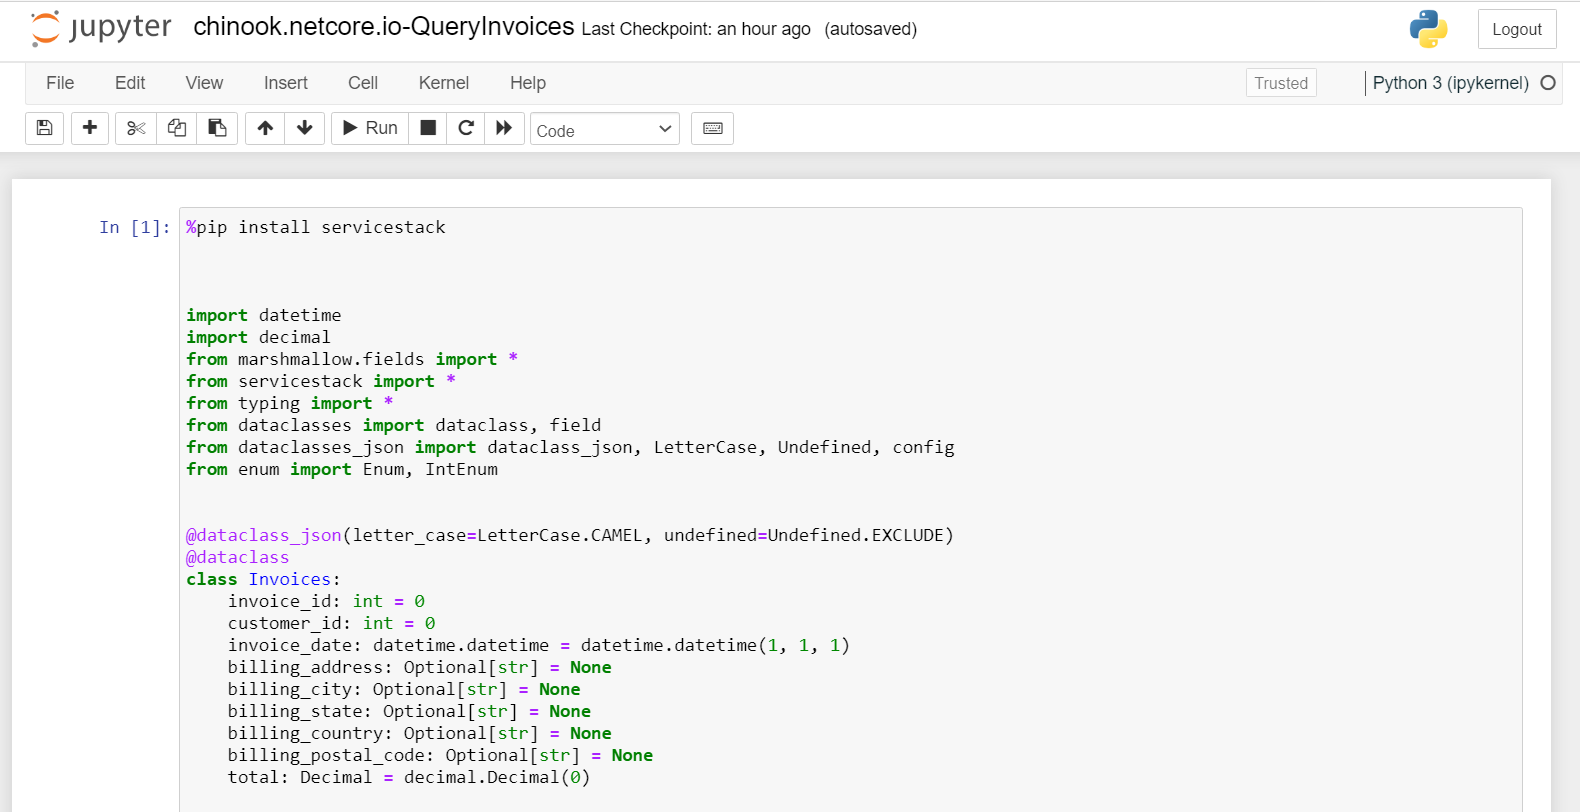 jupyter chinook.netcore.io-QueryInvoices Last Checkpoint: an hour ago (autosaved) Logout
File Edit View Insert Cell Kernel Help Trusted Python 3 (ipykernel)
Run Code
In [1]: %pip install servicestack
import datetime
import decimal
from marshmallow.fields import *
from servicestack import *
from typing import *
from dataclasses import dataclass, field
from dataclasses_json import dataclass_json, LetterCase, Undefined, config
from enum import Enum, IntEnum
@dataclass_json(letter_case=LetterCase.CAMEL, undefined=Undefined.EXCLUDE)
@dataclass
class Invoices:
    invoice_id: int = 0
    customer_id: int = 0
    invoice_date: datetime.datetime = datetime.datetime(1, 1, 1)
    billing_address: Optional[str] = None
    billing_city: Optional[str] = None
    billing_state: Optional[str] = None
    billing_country: Optional[str] = None
    billing_postal_code: Optional[str] = None
    total: Decimal = decimal.Decimal(0)